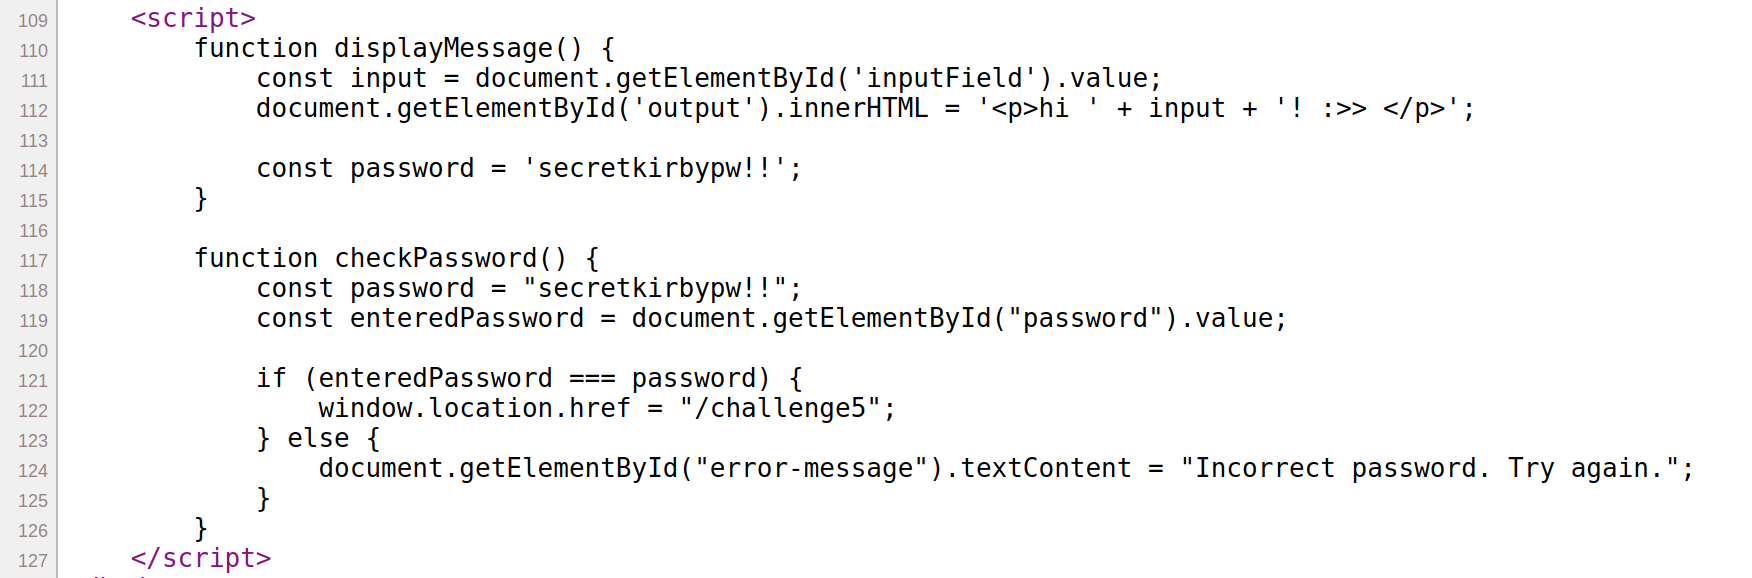 109 <script>
110 function displayMessage() {
111 const input = document.getElementById('inputField').value;
112 document.getElementById('output').innerHTML = '<p>hi ' + input + '! :>> </p>';
113
114 const password = 'secretkirbypw!!';
115 }
116
117 function checkPassword() {
118 const password = "secretkirbypw!!";
119 const enteredPassword = document.getElementById("password").value;
120
121 if (enteredPassword === password) {
122 window.location.href = "/challenge5";
123 } else {
124 document.getElementById("error-message").textContent = "Incorrect password. Try again.";
125 }
126 }
127 </script>